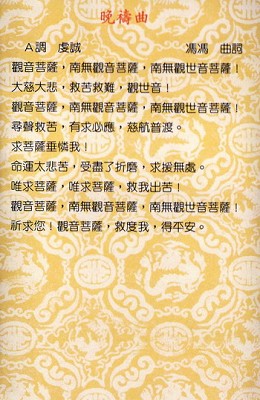 晚禱曲
A調　虔誠　　　　　馮馮　曲詞
觀音菩薩，南無觀音菩薩，南無觀世音菩薩！
大慈大悲，救苦救難，觀世音！
觀音菩薩，南無觀音菩薩，南無觀世音菩薩！
尋聲救苦，有求必應，慈航普渡。
求菩薩垂憐我！
命運太悲苦，受盡了折磨，求援無處。
唯求菩薩，唯求菩薩，救我出苦！
觀音菩薩，南無觀音菩薩，南無觀世音菩薩！
祈求您！觀音菩薩，救度我，得平安。